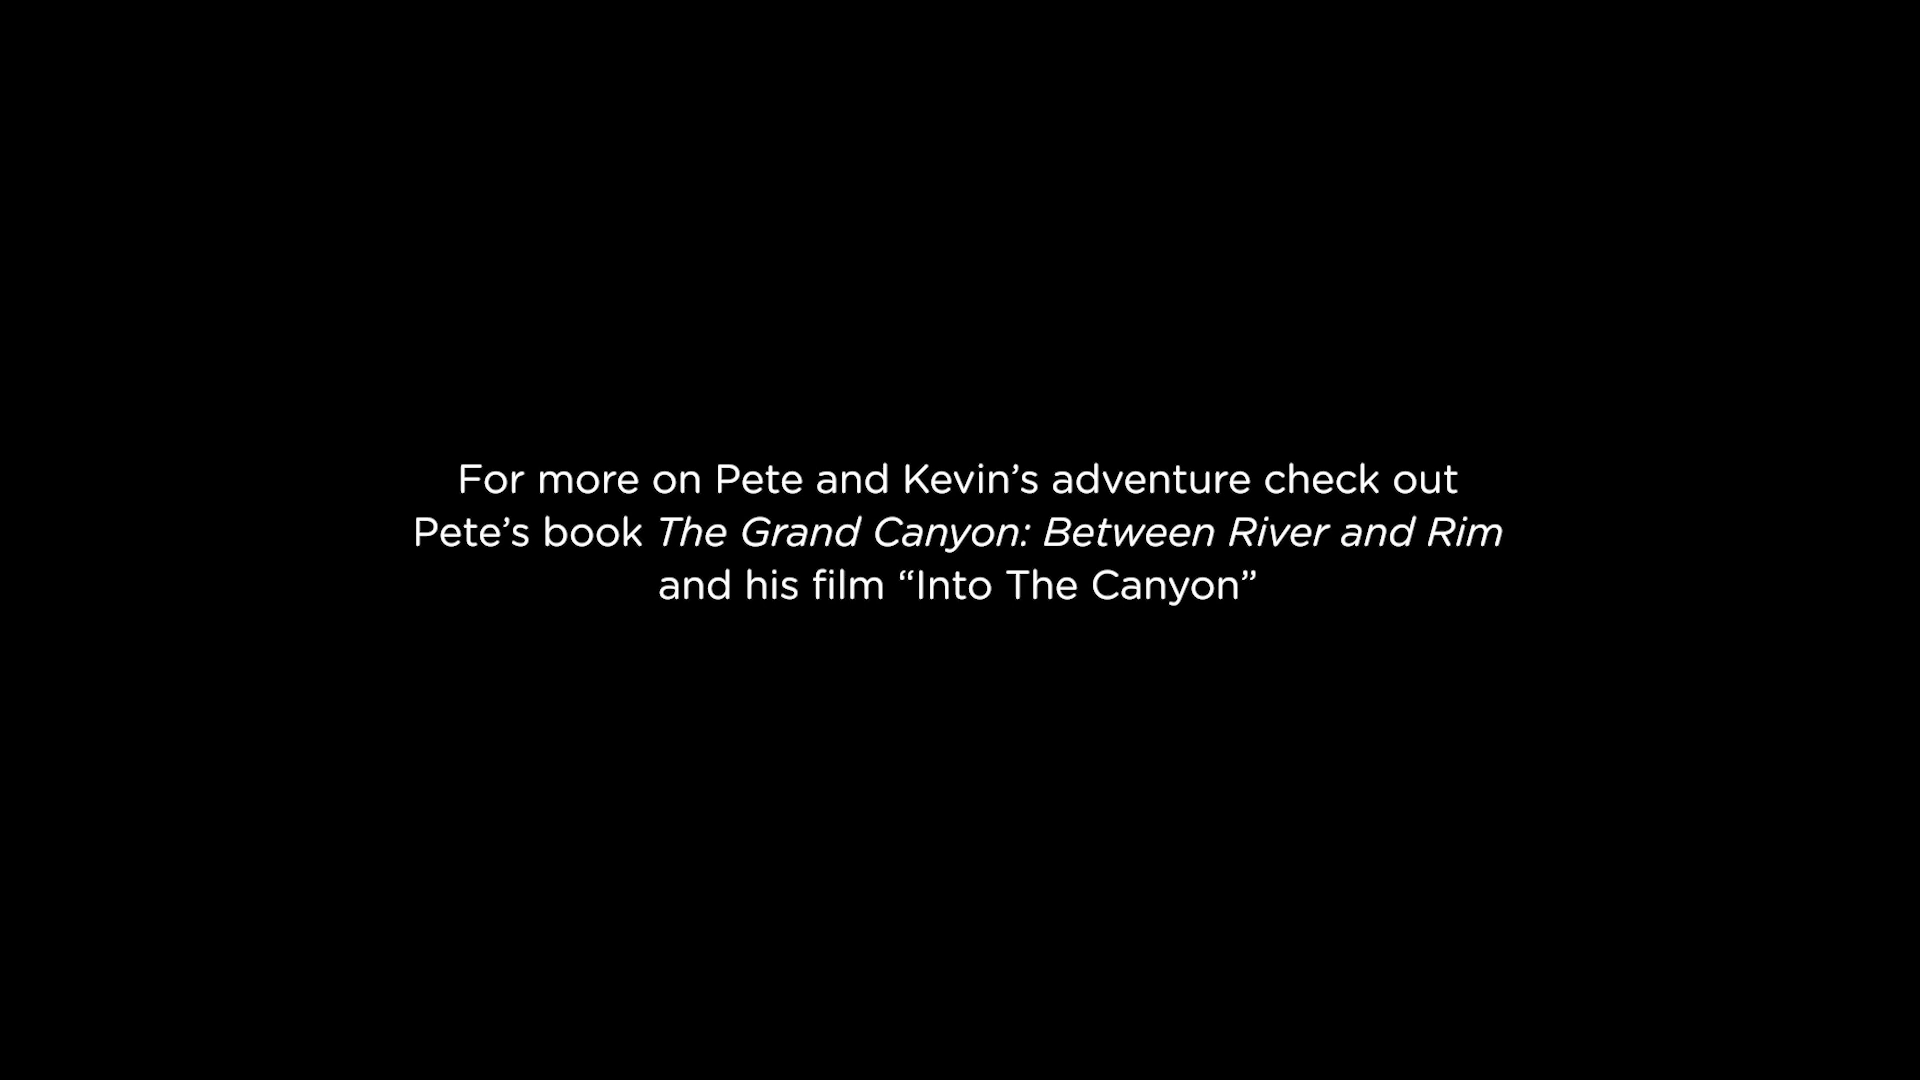 For more on Pete and Kevin’s adventure check out
Pete’s book The Grand Canyon: Between River and Rim
and his film “Into The Canyon”